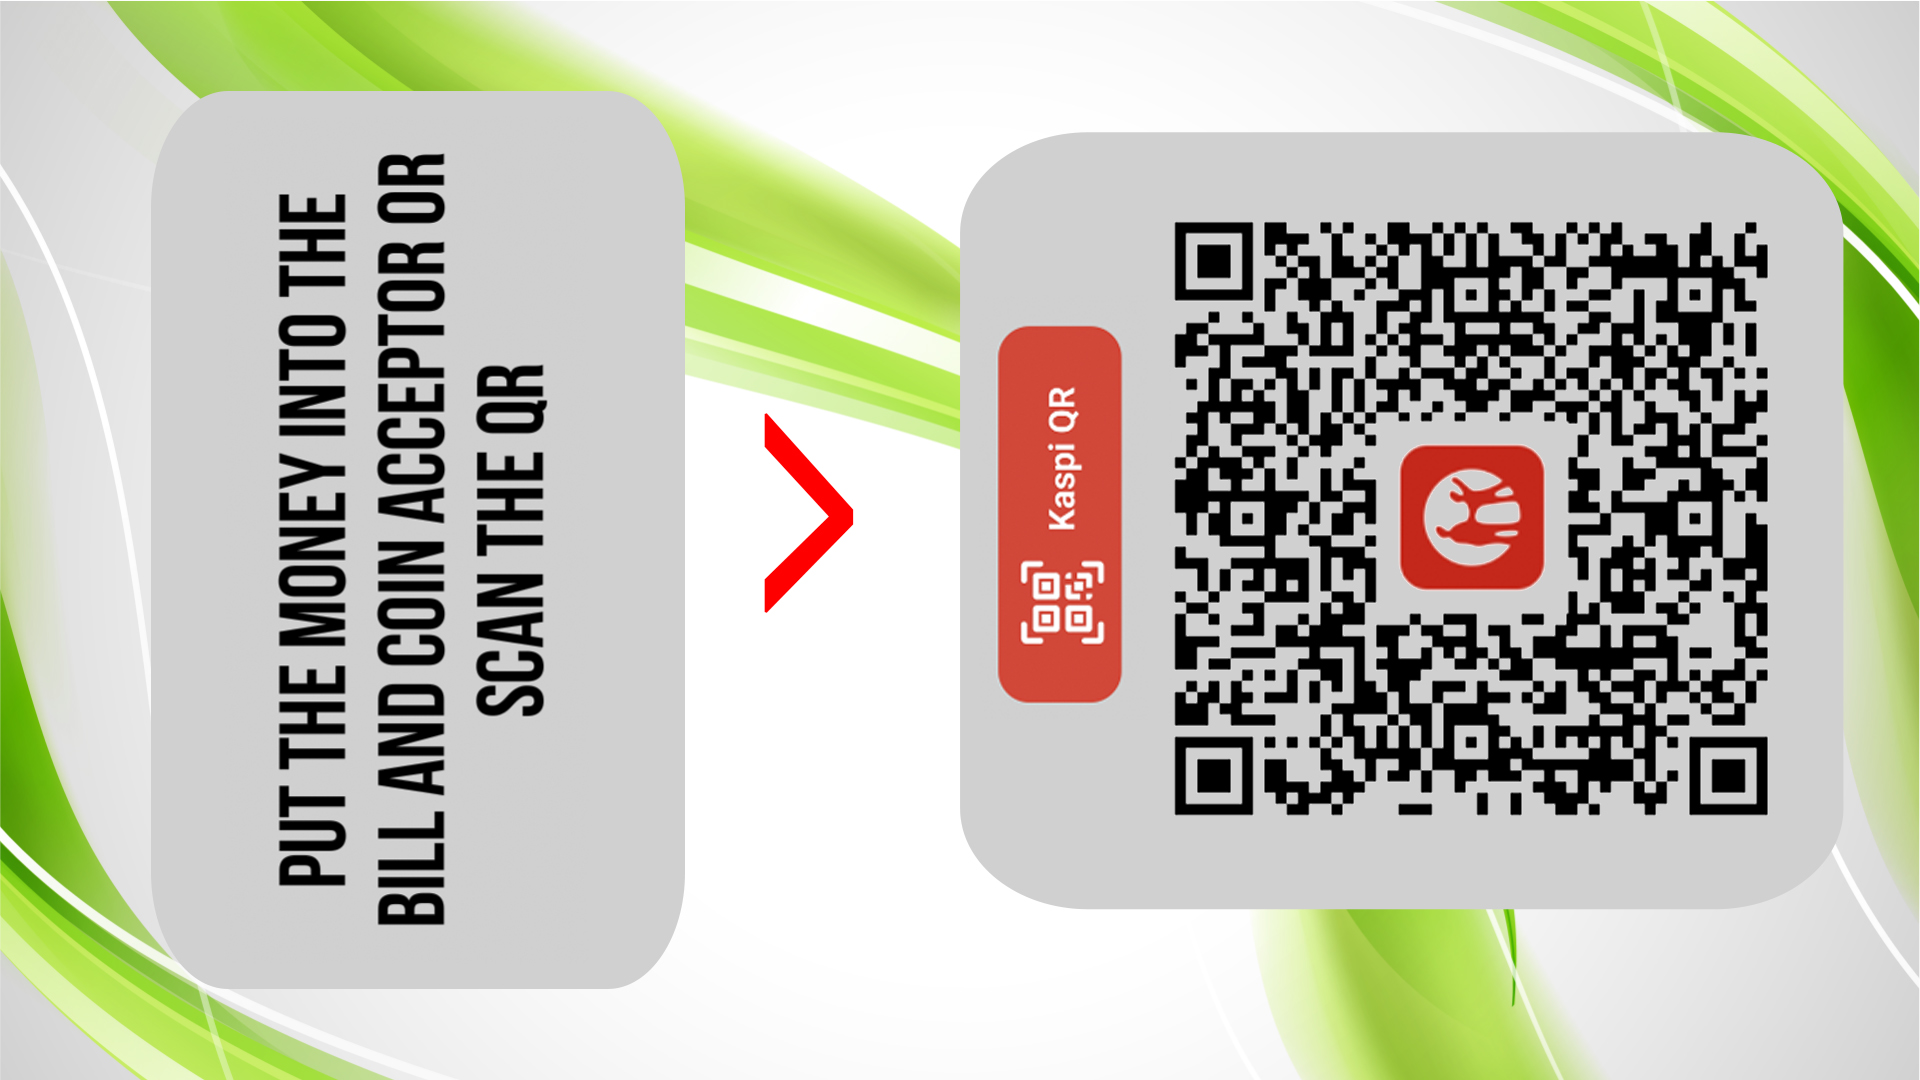 PUT THE MONEY INTO THE
BILL AND COIN ACCEPTOR OR
SCAN THE QR
Kaspi QR